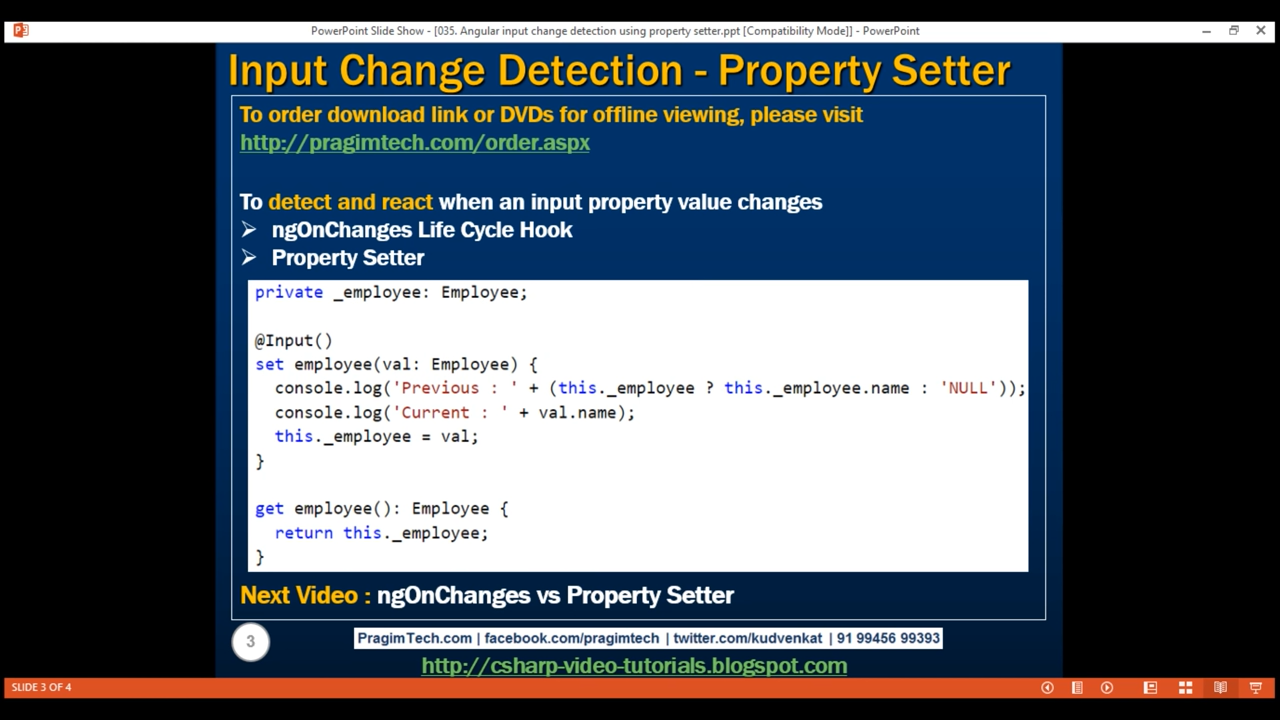 PowerPoint Slide Show - [035. Angular input change detection using property setter.ppt [Compatibility Mode]] - PowerPoint
Input Change Detection - Property Setter
To order download link or DVDs for offline viewing, please visit
http://pragimtech.com/order.aspx
To detect and react when an input property value changes
ngOnChanges Life Cycle Hook
Property Setter
private _employee: Employee;
@Input()
set employee(val: Employee) {
console.log('Previous : ' + (this._employee ? this._employee.name : 'NULL'));
console.log('Current : ' + val.name);
this._employee = val;
}
get employee(): Employee {
return this._employee;
}
Next Video : ngOnChanges vs Property Setter
3
PragimTech.com | facebook.com/pragimtech | twitter.com/kudvenkat | 91 99456 99393
http://csharp-video-tutorials.blogspot.com
SLIDE 3 OF 4